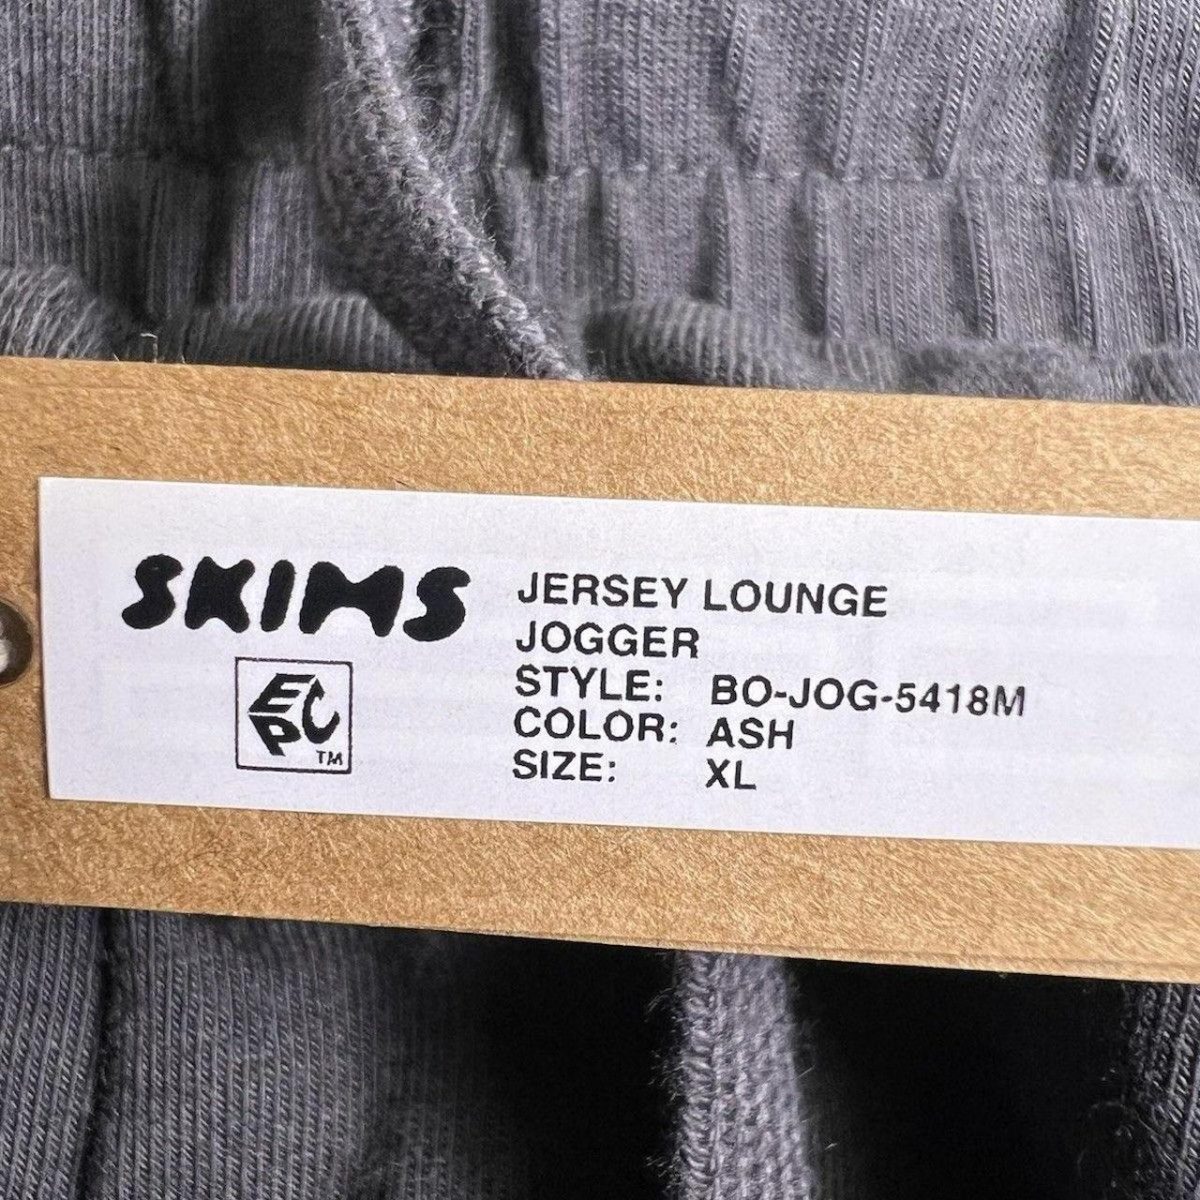 SKIMS
EPC
TM
JERSEY LOUNGE
JOGGER
STYLE: BO-JOG-5418M
COLOR: ASH
SIZE: XL